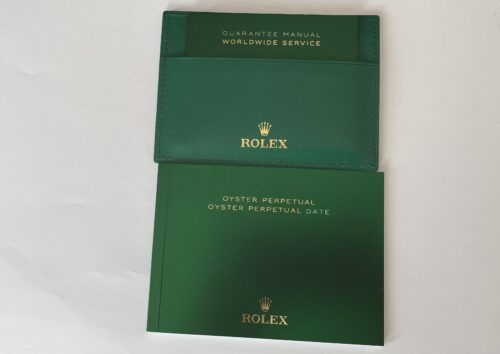 GUARANTEE MANUAL
WORLDWIDE SERVICE
ROLEX
OYSTER PERPETUAL
OYSTER PERPETUAL DATE
ROLEX